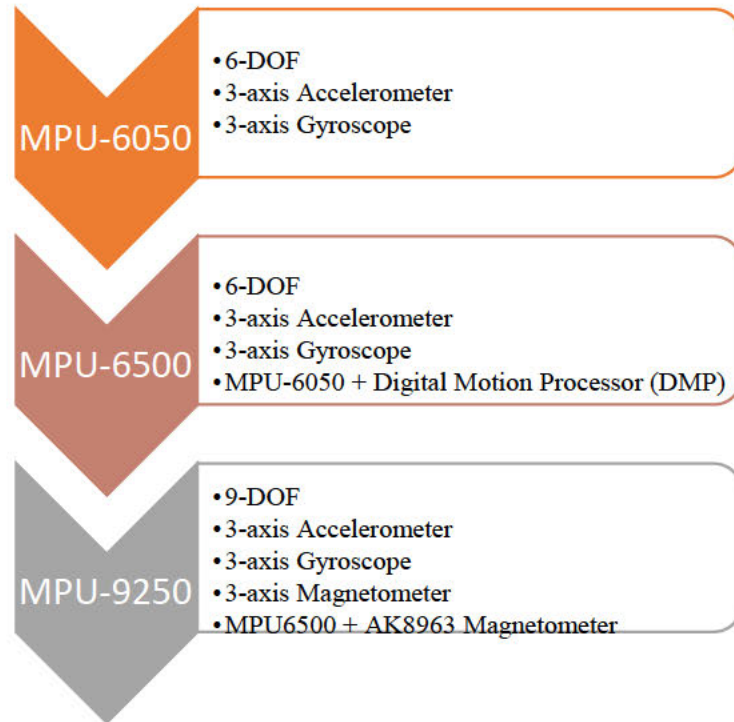 MPU-6050
•6-DOF
•3-axis Accelerometer
•3-axis Gyroscope
MPU-6500
•6-DOF
•3-axis Accelerometer
•3-axis Gyroscope
•MPU-6050 + Digital Motion Processor (DMP)
MPU-9250
•9-DOF
•3-axis Accelerometer
•3-axis Gyroscope
•3-axis Magnetometer
•MPU6500 + AK8963 Magnetometer